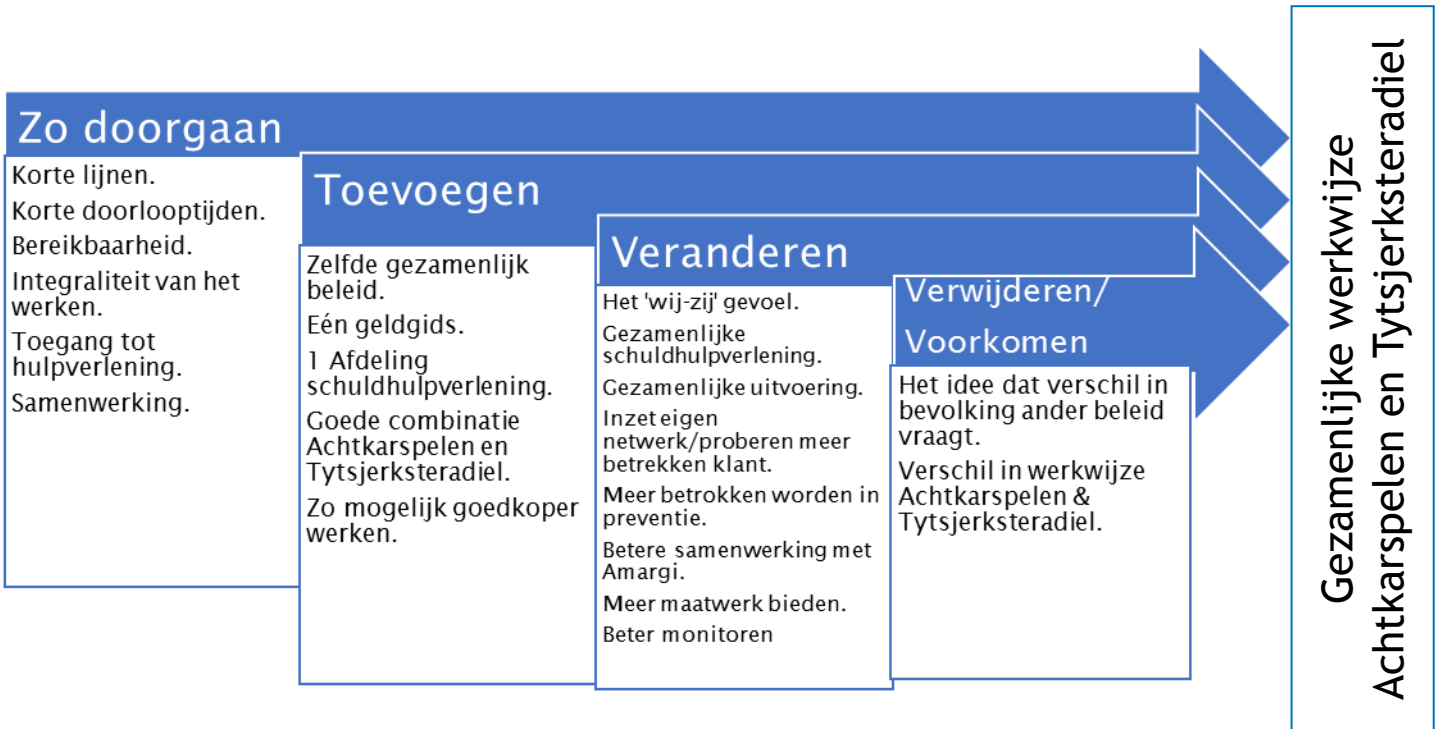 Zo doorgaan
Korte lijnen.
Korte doorlooptijden.
Bereikbaarheid.
Integraliteit van het
werken.
Toegang tot
hulpverlening.
Samenwerking.
Toevoegen
Zelfde gezamenlijk
beleid.
Eén geldgids.
1 Afdeling
schuldhulpverlening.
Goede combinatie
Achtkarspelen en
Tytsjerksteradiel.
Zo mogelijk goedkoper
werken.
Veranderen
Het 'wij-zij' gevoel.
Gezamenlijke
schuldhulpverlening.
Gezamenlijke uitvoering.
Inzet eigen
netwerk/proberen meer
betrekken klant.
Meer betrokken worden in
preventie.
Betere samenwerking met
Amargi.
Meer maatwerk bieden.
Beter monitoren
Verwijderen/
Voorkomen
Het idee dat verschil in
bevolking ander beleid
vraagt.
Verschil in werkwijze
Achtkarspelen &
Tytsjerksteradiel.
Gezamenlijke werkwijze
Achtkarspelen en Tytsjerksteradiel